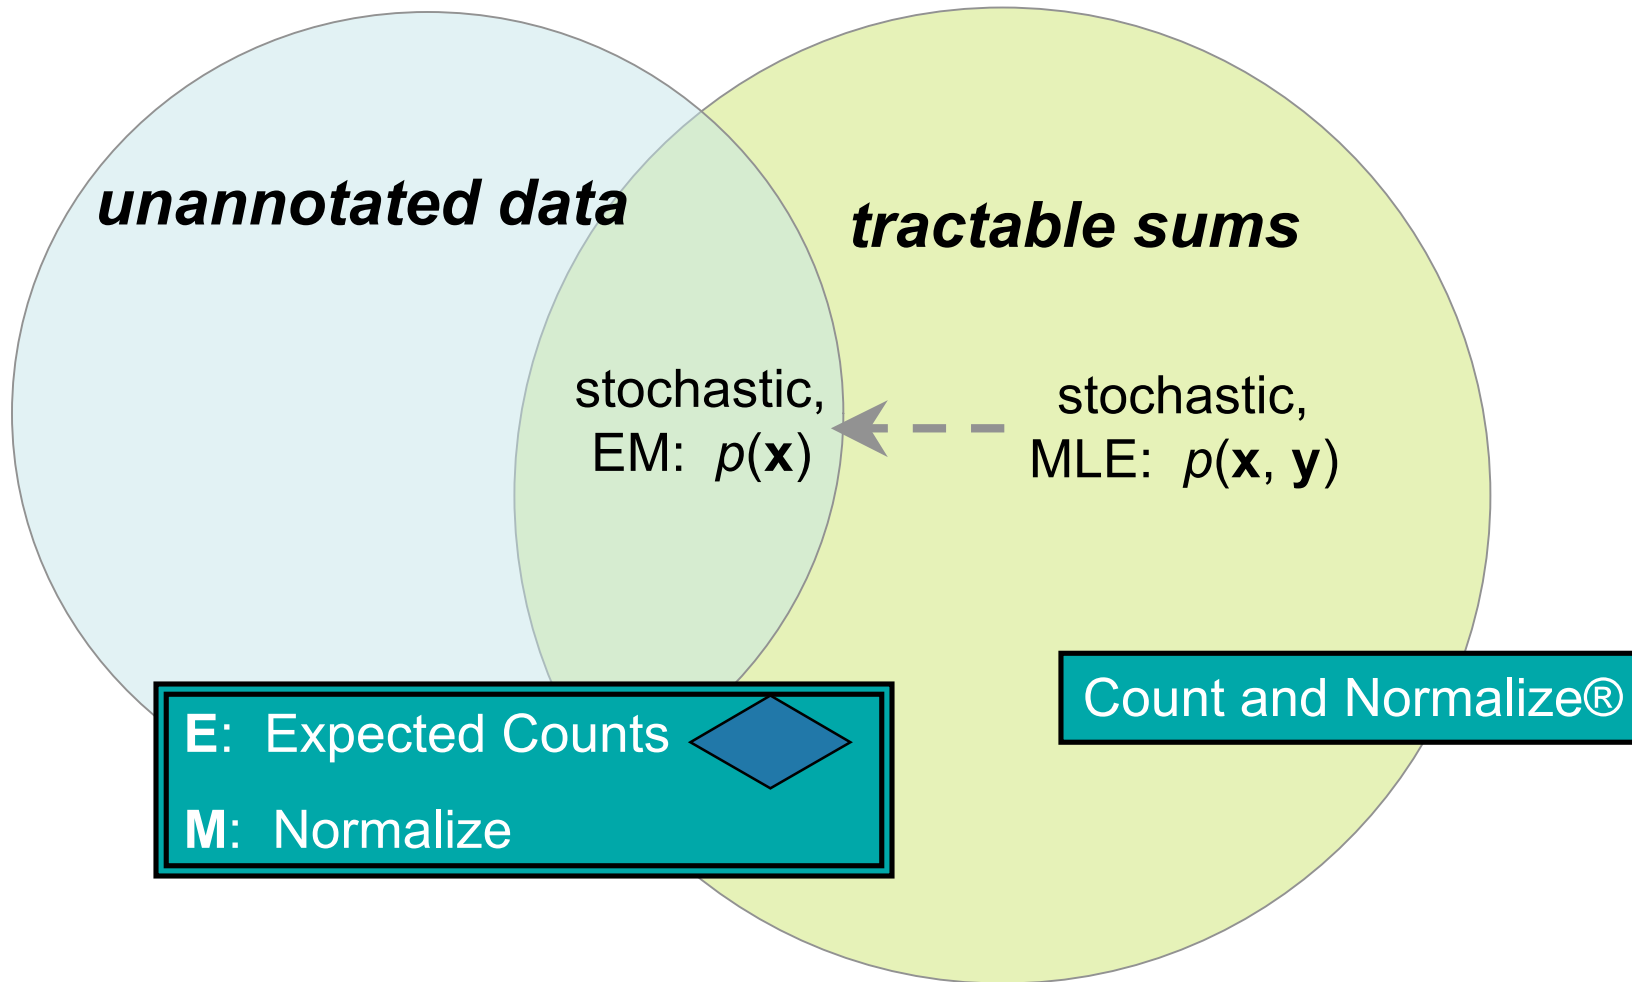 unannotated data
tractable sums
stochastic,
EM: p(x)
stochastic,
MLE: p(x, y)
Count and Normalize®
E: Expected Counts
M: Normalize